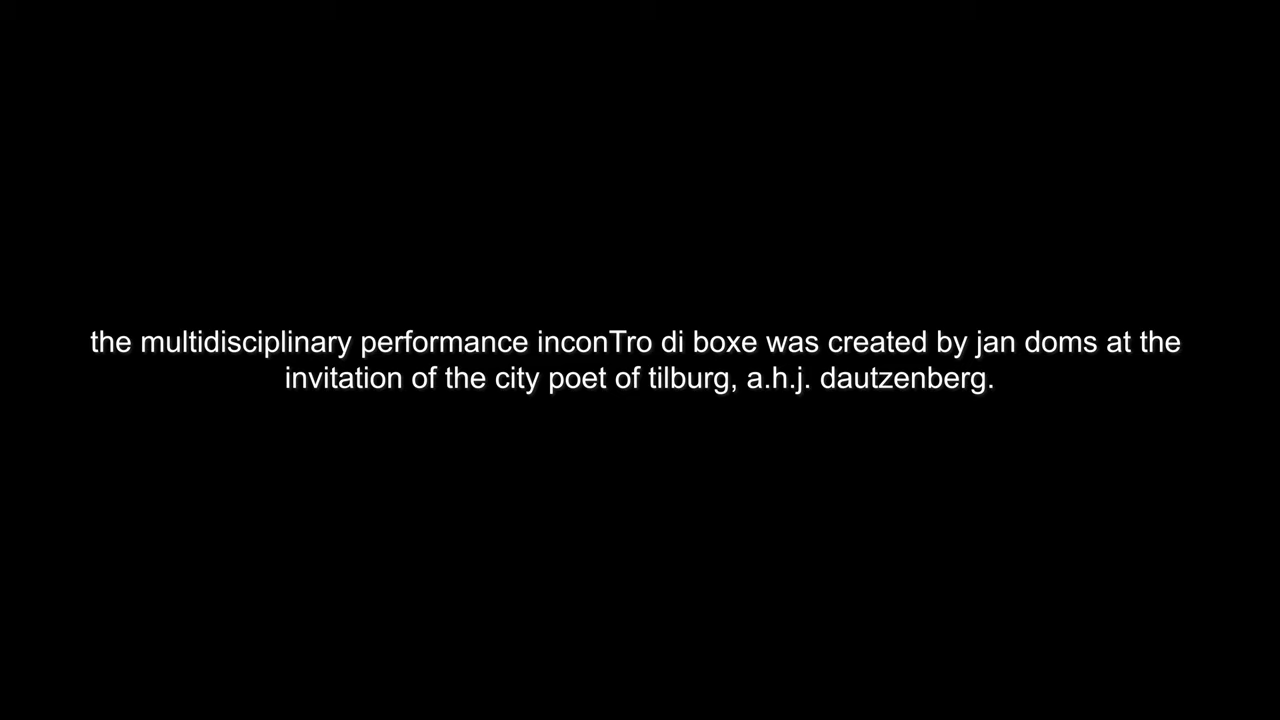 the multidisciplinary performance inconTro di boxe was created by jan doms at the
invitation of the city poet of tilburg, a.h.j. dautzenberg.